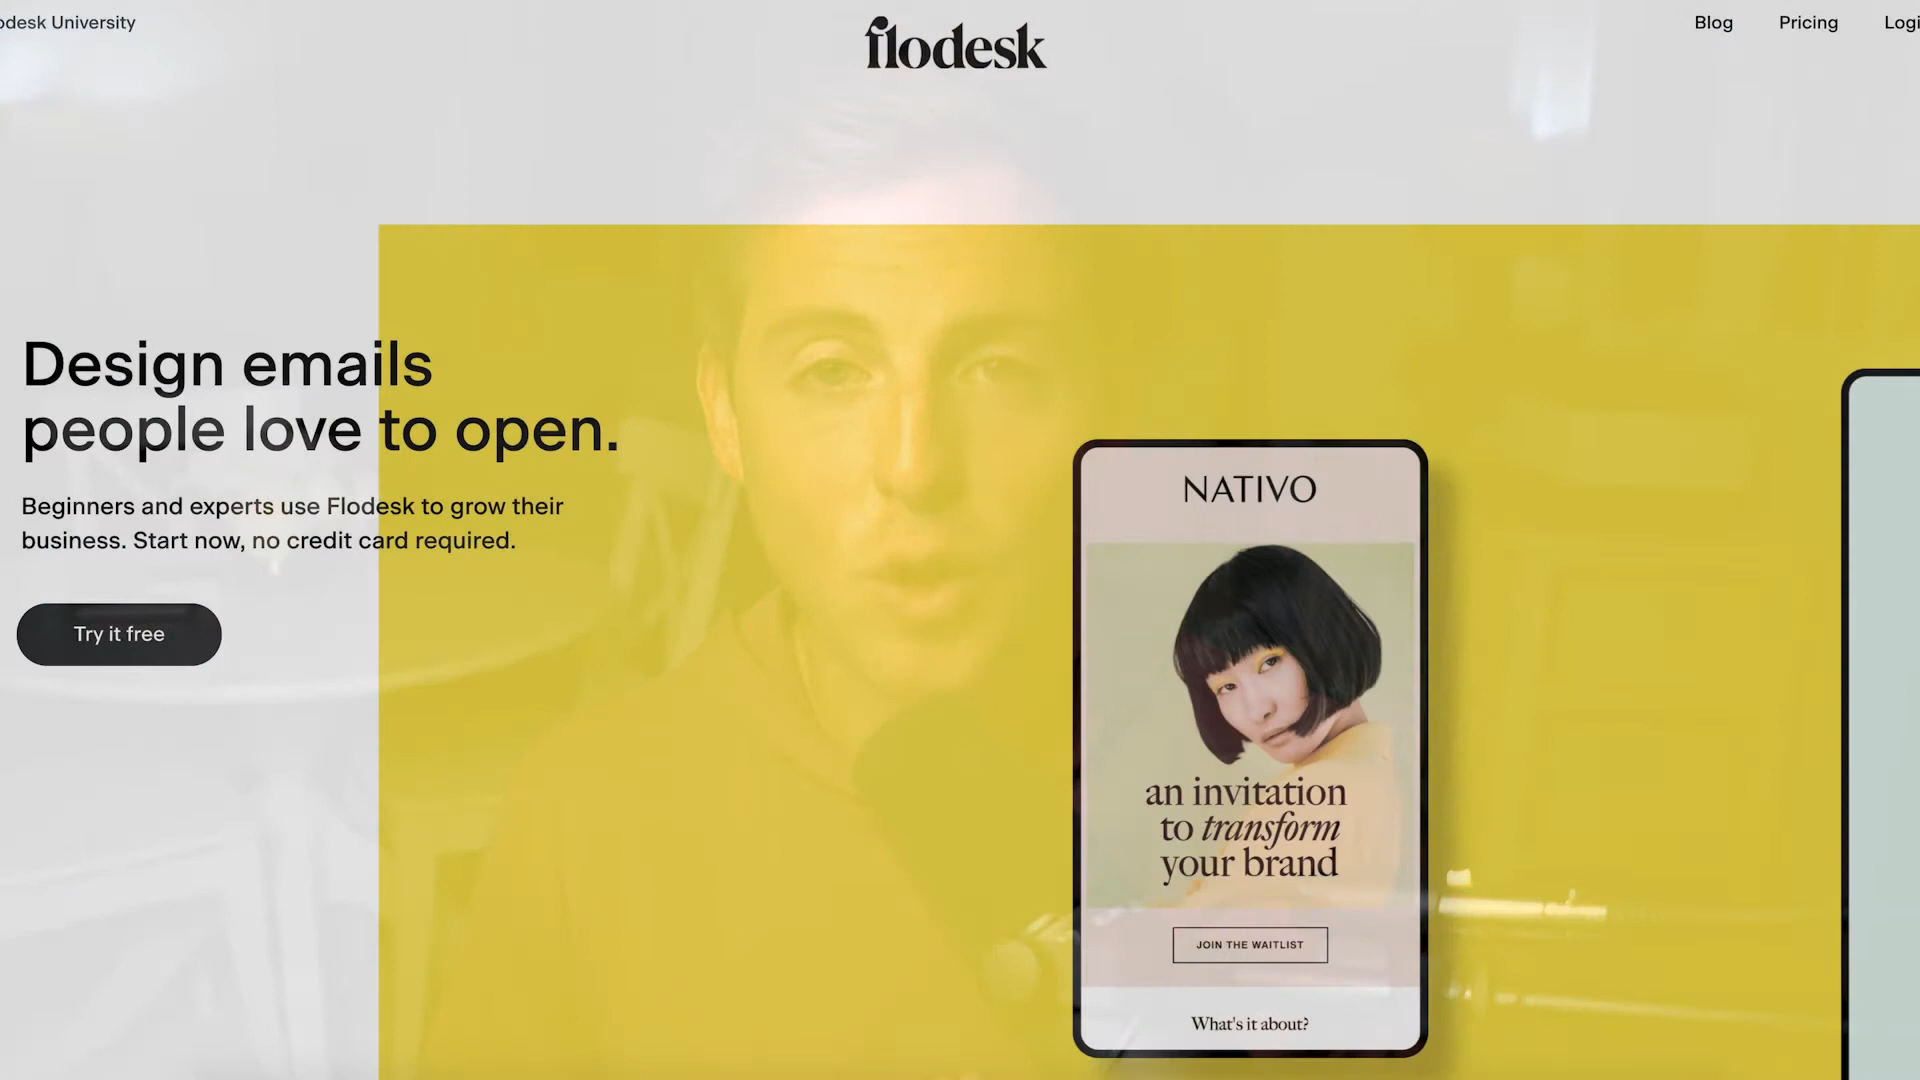 desk University
flodesk
Blog
Pricing
Design emails
people love to open.
Beginners and experts use Flodesk to grow their
business. Start now, no credit card required.
Try it free
NATIVO
an invitation
to transform
your brand
JOIN THE WAITLIST
What's it about?